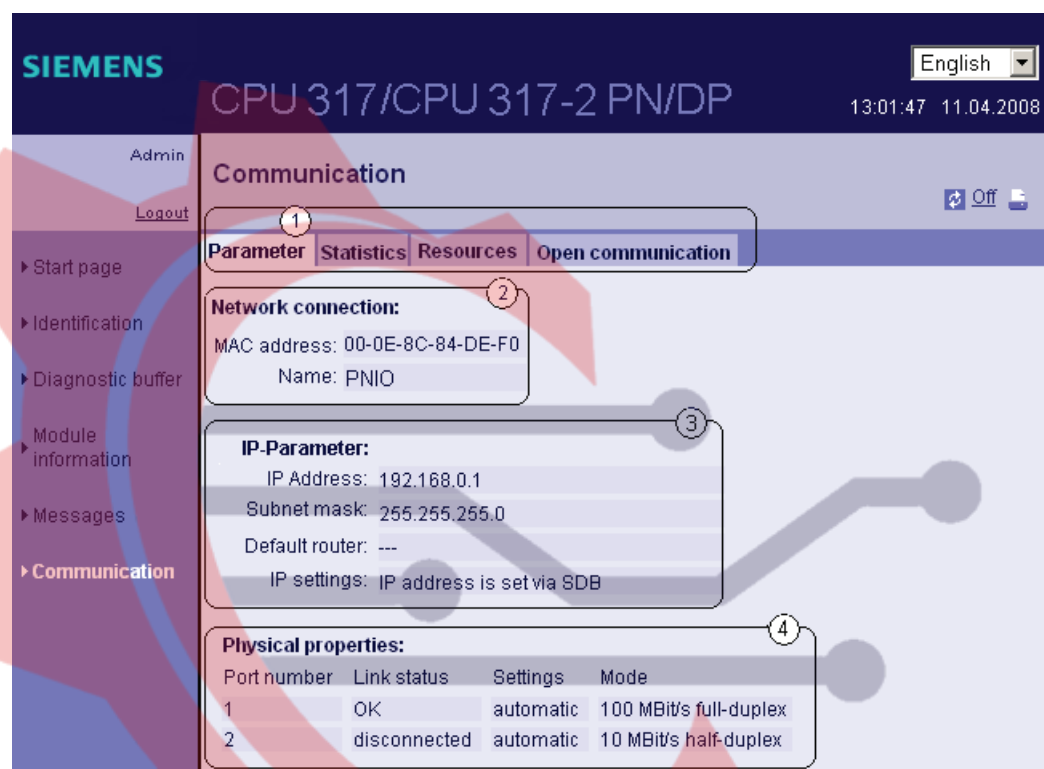 SIEMENS
English
CPU 317/CPU 317-2 PN/DP
13:01:47 11.04.2008
Admin
Logout
Communication
Off
1
Parameter Statistics Resources Open communication
Start page
Identification
Diagnostic buffer
Module
information
Messages
Communication
2
Network connection:
MAC address: 00-0E-8C-84-DE-F0
Name: PNIO
3
IP-Parameter:
IP Address: 192.168.0.1
Subnet mask: 255.255.255.0
Default router: ---
IP settings: IP address is set via SDB
4
Physical properties:
Port number Link status Settings Mode
1 OK automatic 100 MBit/s full-duplex
2 disconnected automatic 10 MBit/s half-duplex